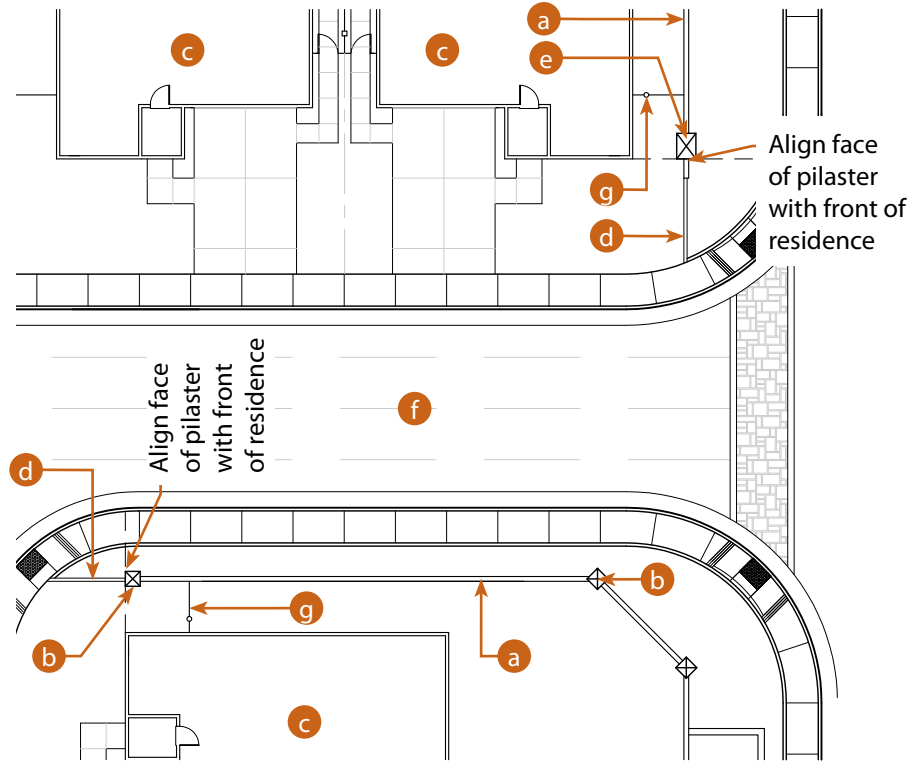 a
c
c
e
Align face
of pilaster
with front of
residence
g
d
Align face
of pilaster
with front
of residence
f
d
b
g
b
a
c